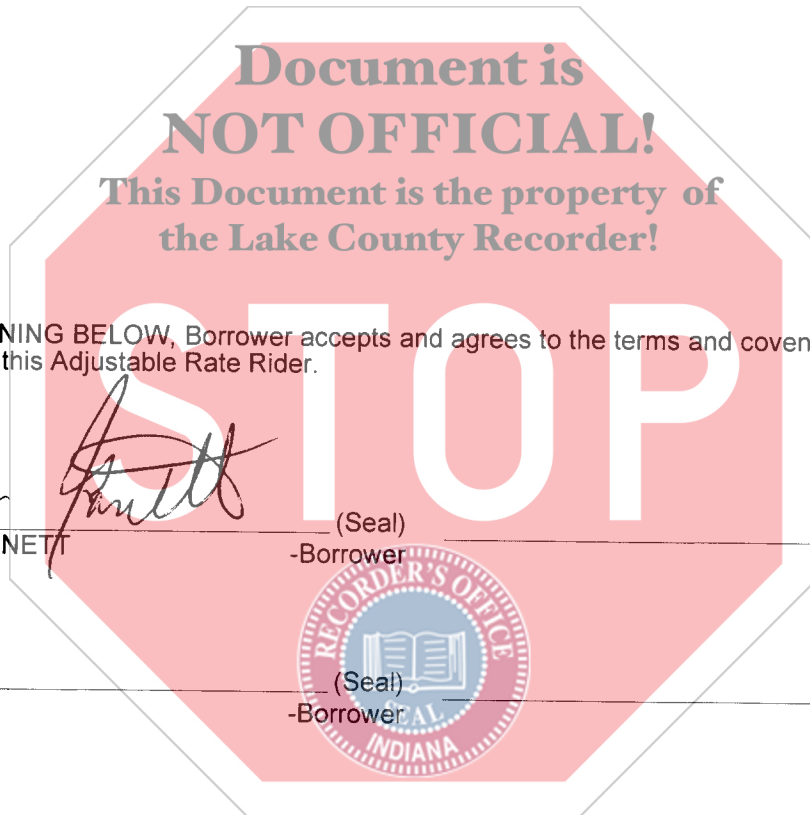 Document is
NOT OFFICIAL!
This Document is the property of
the Lake County Recorder!
STOP
NING BELOW, Borrower accepts and agrees to the terms and coven
this Adjustable Rate Rider.
(Seal)
NETT
-Borrower
RECORDER'S OFFICE
(Seal)
-Borrower
SEAL
INDIANA